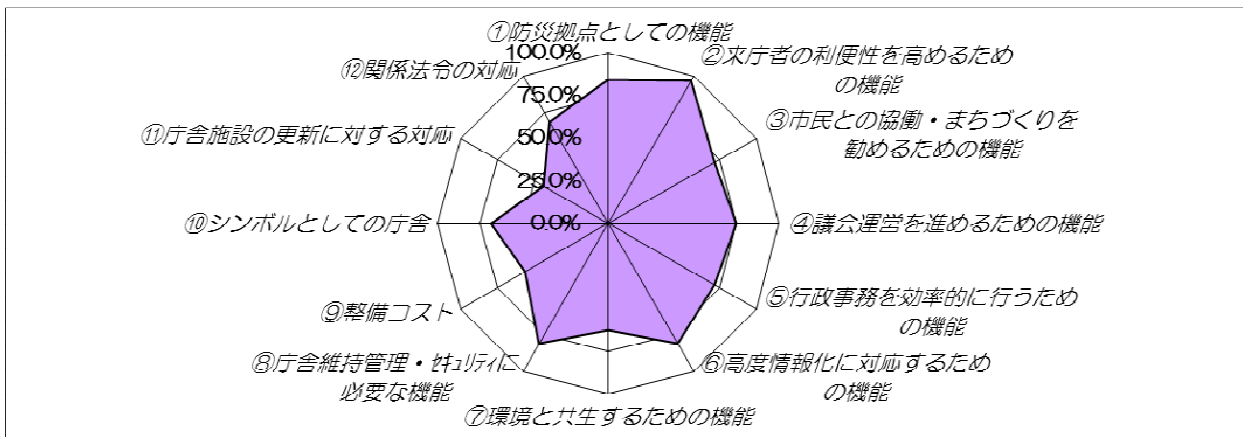 ①防災拠点としての機能
100.0%
75.0%
50.0%
25.0%
0.0%
②来庁者の利便性を高めるため
の機能
③市民との協働・まちづくりを
勧めるための機能
④議会運営を進めるための機能
⑤行政事務を効率的に行うため
の機能
⑥高度情報化に対応するため
の機能
⑦環境と共生するための機能
⑧庁舎維持管理・ｾｷｭﾘﾃｨに
必要な機能
⑨整備コスト
⑩シンボルとしての庁舎
⑪庁舎施設の更新に対する対応
⑫関係法令の対応